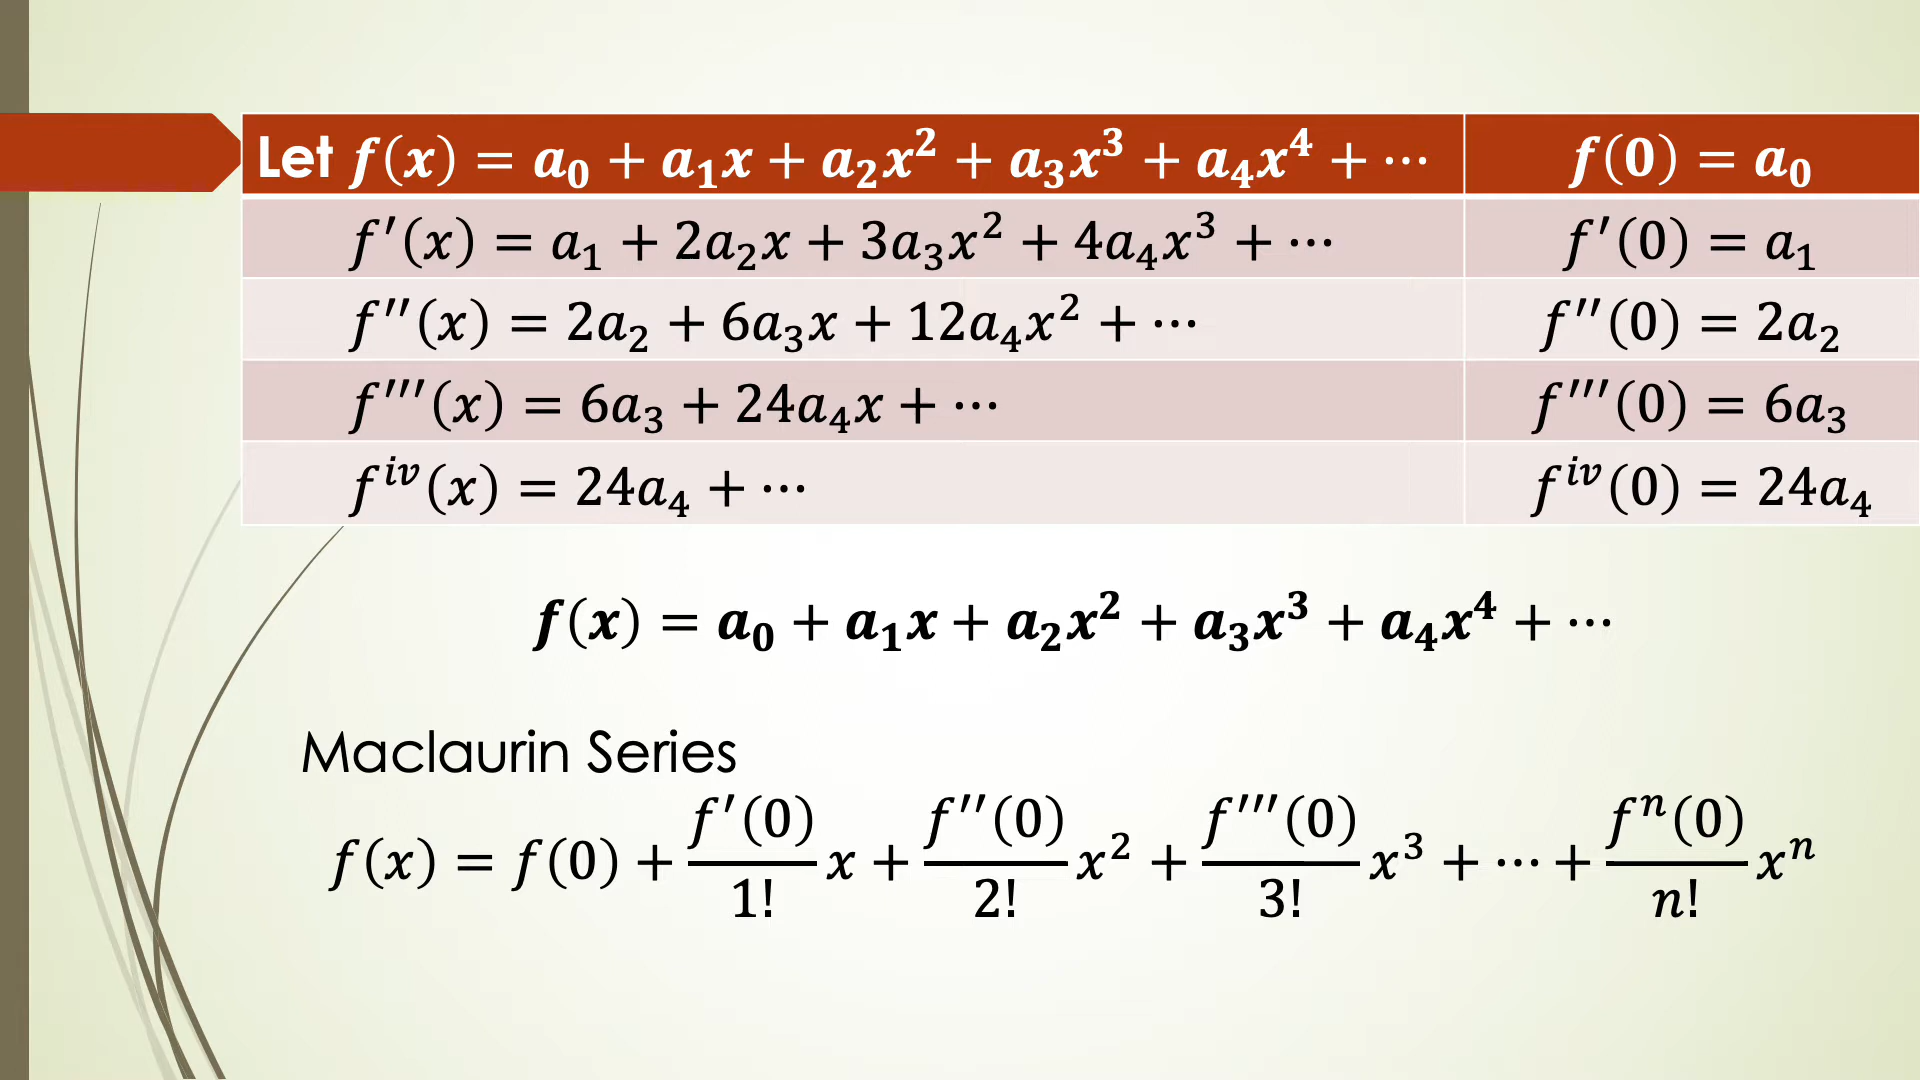 Let f(x) = a₀ + a₁x + a₂x² + a₃x³ + a₄x⁴ + ⋯ f(0) = a₀
f′(x) = a₁ + 2a₂x + 3a₃x² + 4a₄x³ + ⋯ f′(0) = a₁
f′′(x) = 2a₂ + 6a₃x + 12a₄x² + ⋯ f′′(0) = 2a₂
f′′′(x) = 6a₃ + 24a₄x + ⋯ f′′′(0) = 6a₃
fⁱᵛ(x) = 24a₄ + ⋯ fⁱᵛ(0) = 24a₄
f(x) = a₀ + a₁x + a₂x² + a₃x³ + a₄x⁴ + ⋯
Maclaurin Series
f(x) = f(0) + f′(0)/1! x + f′′(0)/2! x² + f′′′(0)/3! x³ + ⋯ + fⁿ(0)/n! xⁿ